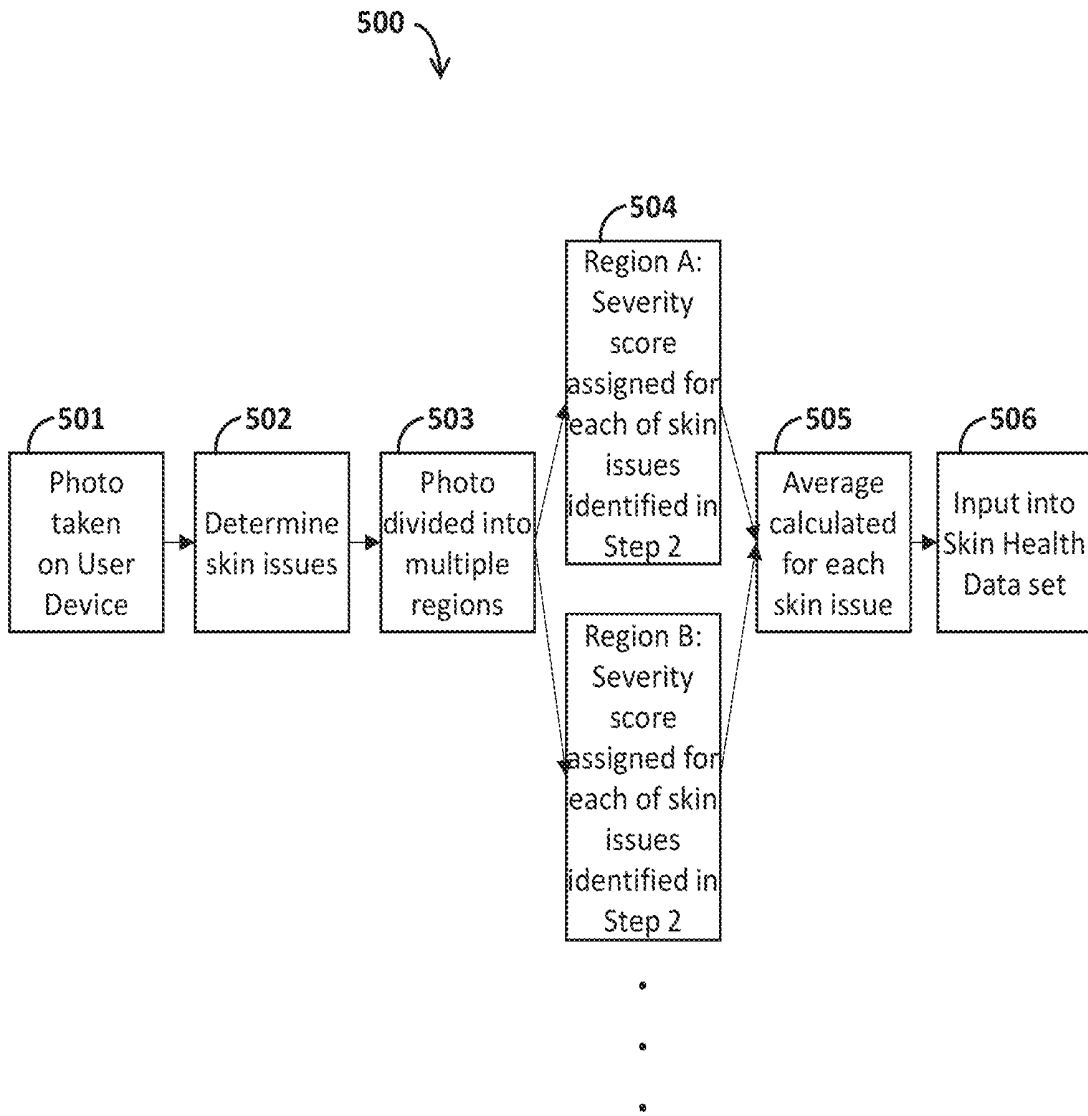 500
501
Photo
taken
on User
Device
502
Determine
skin issues
503
Photo
divided into
multiple
regions
504
Region A:
Severity
score
assigned for
each of skin
issues
identified in
Step 2
Region B:
Severity
score
assigned for
each of skin
issues
identified in
Step 2
505
Average
calculated
for each
skin issue
506
Input into
Skin Health
Data set